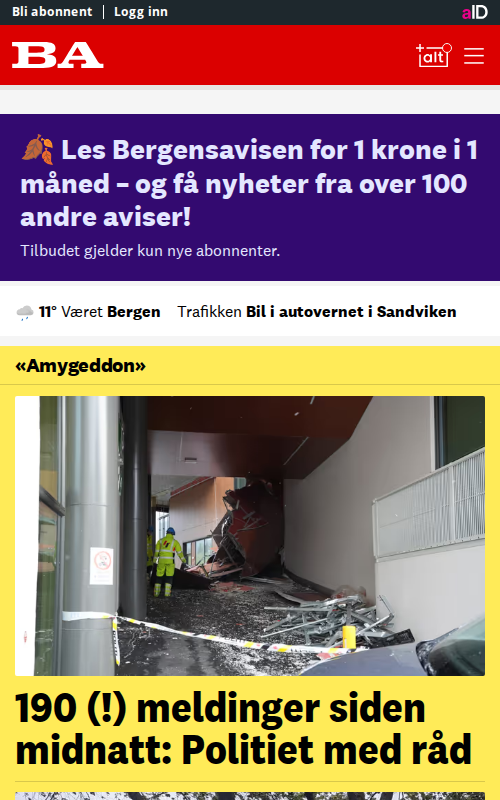 Bli abonnent
Logg inn
aID
BA
+alt
🍂 Les Bergensavisen for 1 krone i 1
måned – og få nyheter fra over 100
andre aviser!
Tilbudet gjelder kun nye abonnenter.
11° Været Bergen Trafikken Bil i autovernet i Sandviken
«Amygeddon»
190 (!) meldinger siden
midnatt: Politiet med råd